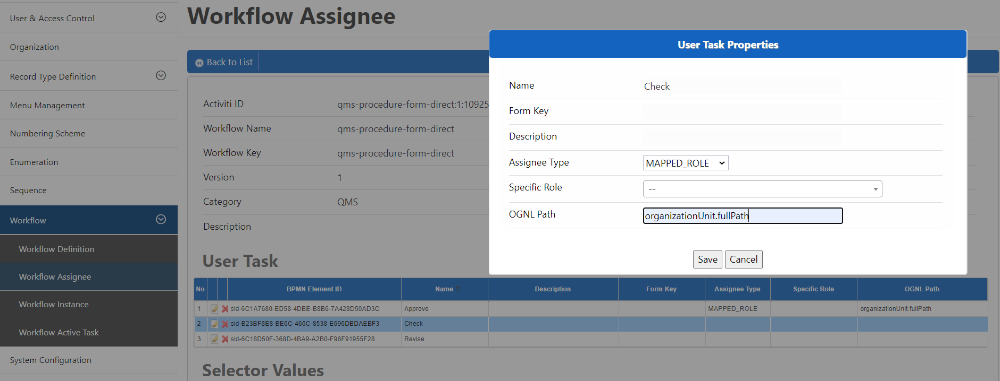 User & Access Control
Organization
Record Type Definition
Menu Management
Numbering Scheme
Enumeration
Sequence
Workflow
Workflow Definition
Workflow Assignee
Workflow Instance
Workflow Active Task
System Configuration
Workflow Assignee
Back to List
Activiti ID qms-procedure-form-direct:1:10925
Workflow Name qms-procedure-form-direct
Workflow Key qms-procedure-form-direct
Version 1
Category QMS
Description
User Task Properties
Name Check
Form Key
Description
Assignee Type MAPPED_ROLE
Specific Role --
OGNL Path organizationUnit.fullPath
Save Cancel
User Task
No BPMN Element ID Name Description Form Key Assignee Type Specific Role OGNL Path
1 sid-6C1A7680-ED58-4DBE-B8B6-7A428D50AD3C Approve MAPPED_ROLE organizationUnit.fullPath
2 sid-B23BF8E8-BE6C-466C-8538-E696DBDAEBF3 Check
3 sid-6C18D50F-368D-4BA9-A2B0-F96F91955F28 Revise
Selector Values